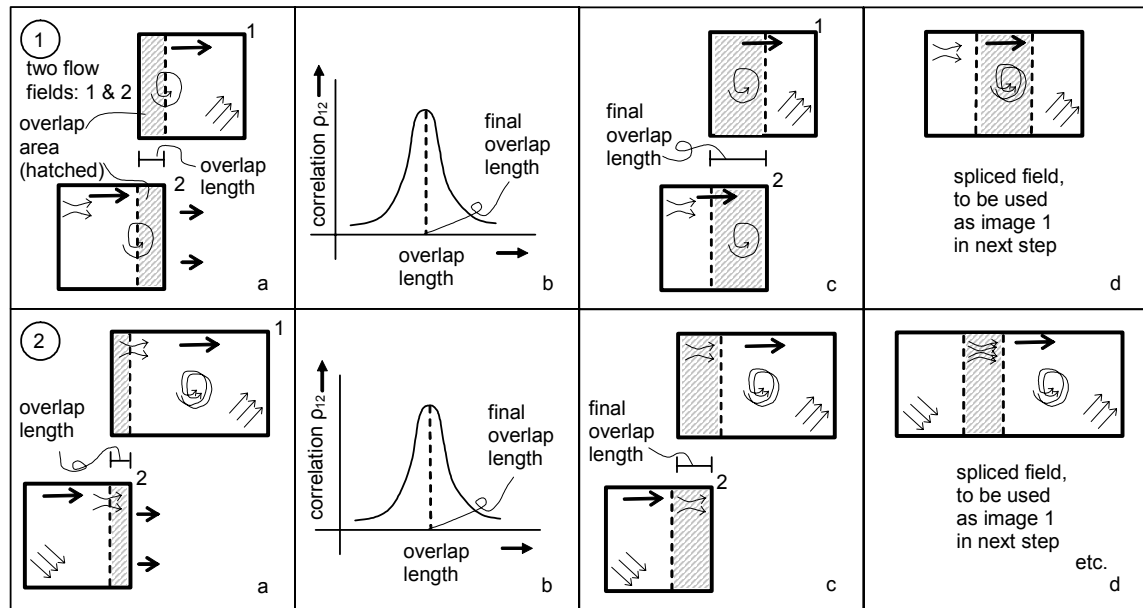 1
two flow
fields: 1 & 2
overlap
area
(hatched)
1
overlap
length
2
a
correlation ρ12
final
overlap
length
overlap
length
b
1
final
overlap
length
2
c
spliced field,
to be used
as image 1
in next step
d
2
1
overlap
length
2
a
correlation ρ12
final
overlap
length
overlap
length
b
1
final
overlap
length
2
c
spliced field,
to be used
as image 1
in next step
etc.
d